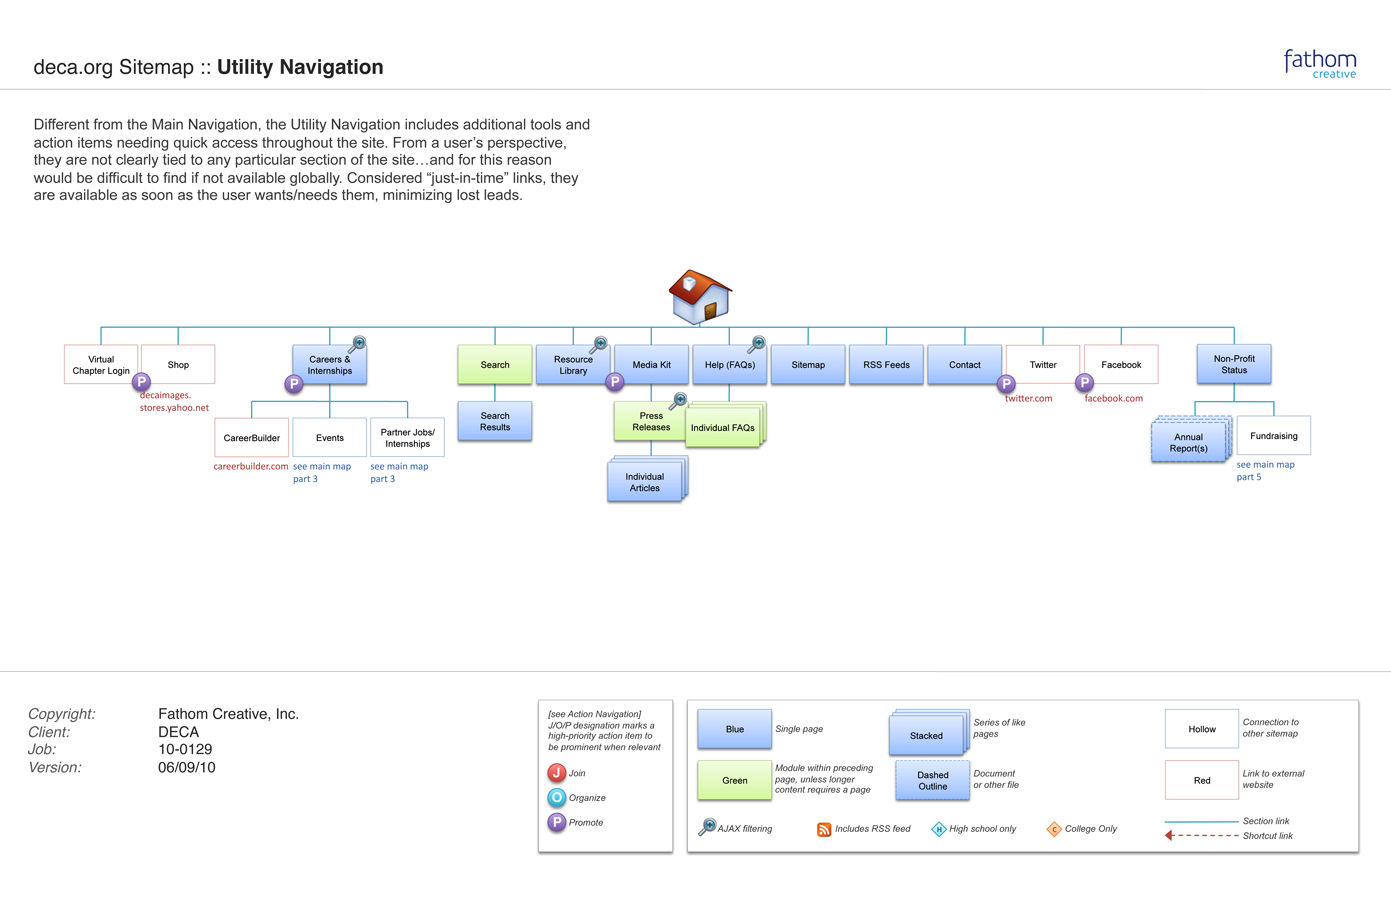 deca.org Sitemap :: Utility Navigation
fathom
creative
Different from the Main Navigation, the Utility Navigation includes additional tools and
action items needing quick access throughout the site. From a user's perspective,
they are not clearly tied to any particular section of the site…and for this reason
would be difficult to find if not available globally. Considered “just-in-time” links, they
are available as soon as the user wants/needs them, minimizing lost leads.
Virtual
Chapter Login
P
Shop
decaimages.
stores.yahoo.net
Careers &
Internships
P
CareerBuilder
careerbuilder.com
Events
see main map
part 3
Partner Jobs/
Internships
see main map
part 3
Search
Search
Results
Resource
Library
P
Media Kit
Press
Releases
Individual
Articles
Help (FAQs)
Individual FAQs
Sitemap
RSS Feeds
Contact
P
Twitter
twitter.com
P
Facebook
facebook.com
Non-Profit
Status
Annual
Report(s)
Fundraising
see main map
part 5
Copyright: Fathom Creative, Inc.
Client: DECA
Job: 10-0129
Version: 06/09/10
[see Action Navigation]
J/O/P designation marks a
high-priority action item to
be prominent when relevant
J Join
O Organize
P Promote
Blue Single page
Stacked
Series of like
pages
Hollow
Connection to
other sitemap
Green
Module within preceding
page, unless longer
content requires a page
Dashed
Outline
Document
or other file
Red
Link to external
website
AJAX filtering
Includes RSS feed
H High school only
C College Only
Section link
Shortcut link